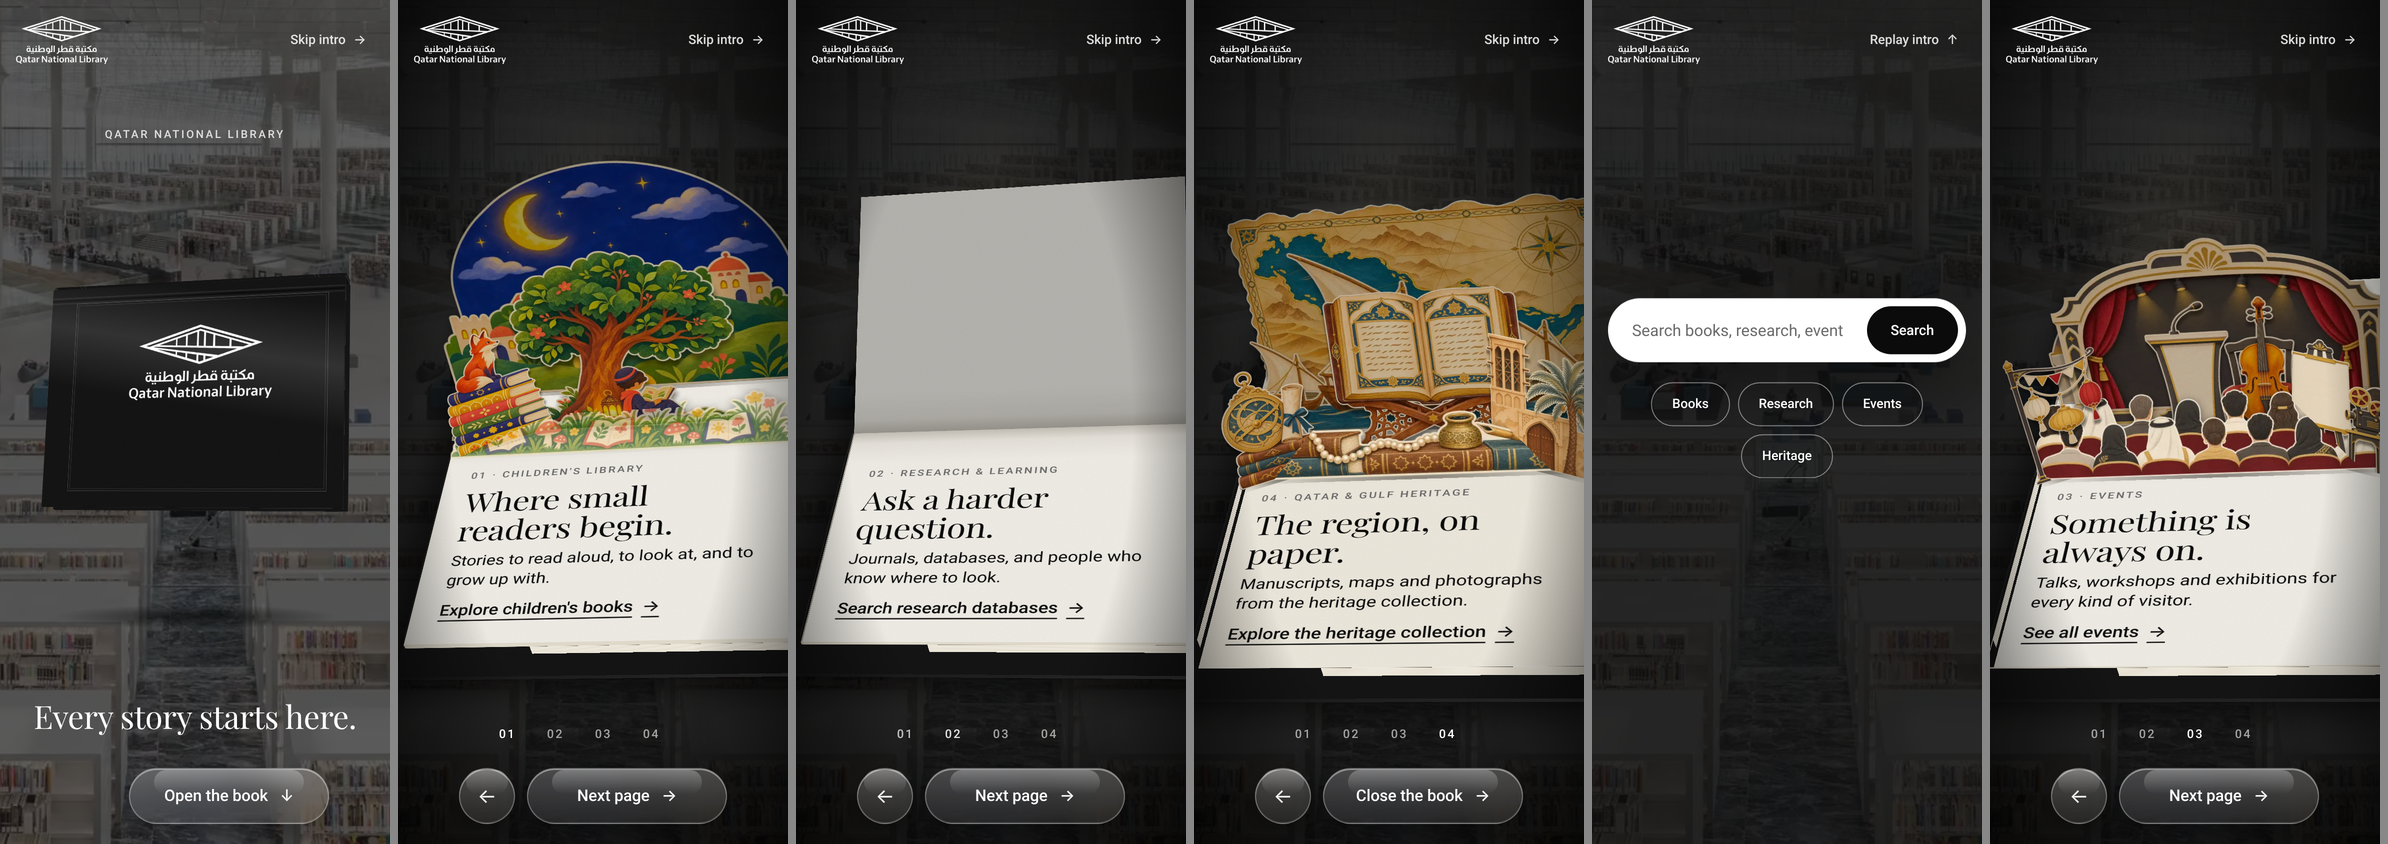 مكتبة قطر الوطنية
Qatar National Library
Skip intro →
QATAR NATIONAL LIBRARY
مكتبة قطر الوطنية
Qatar National Library
Every story starts here.
Open the book ↓
مكتبة قطر الوطنية
Qatar National Library
Skip intro →
01 · CHILDREN'S LIBRARY
Where small
readers begin.
Stories to read aloud, to look at, and to
grow up with.
Explore children's books →
01 02 03 04
← Next page →
مكتبة قطر الوطنية
Qatar National Library
Skip intro →
02 · RESEARCH & LEARNING
Ask a harder
question.
Journals, databases, and people who
know where to look.
Search research databases →
01 02 03 04
← Next page →
مكتبة قطر الوطنية
Qatar National Library
Skip intro →
04 · QATAR & GULF HERITAGE
The region, on
paper.
Manuscripts, maps and photographs
from the heritage collection.
Explore the heritage collection →
01 02 03 04
← Close the book →
مكتبة قطر الوطنية
Qatar National Library
Replay intro ↑
Search books, research, event
Search
Books
Research
Events
Heritage
مكتبة قطر الوطنية
Qatar National Library
Skip intro →
03 · EVENTS
Something is
always on.
Talks, workshops and exhibitions for
every kind of visitor.
See all events →
01 02 03 04
← Next page →